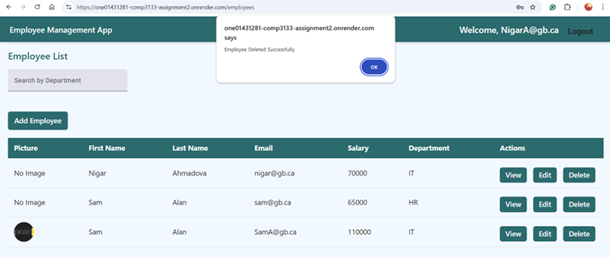 https://one01431281-comp3133-assignment2.onrender.com/employees
Employee Management App
one01431281-comp3133-assignment2.onrender.com
says
Employee Deleted Successfully
OK
Welcome, NigarA@gb.ca Logout
Employee List
Search by Department
Add Employee
Picture First Name Last Name Email Salary Department Actions
No Image Nigar Ahmadova nigar@gb.ca 70000 IT View Edit Delete
No Image Sam Alan sam@gb.ca 65000 HR View Edit Delete
Sam Alan SamA@gb.ca 110000 IT View Edit Delete